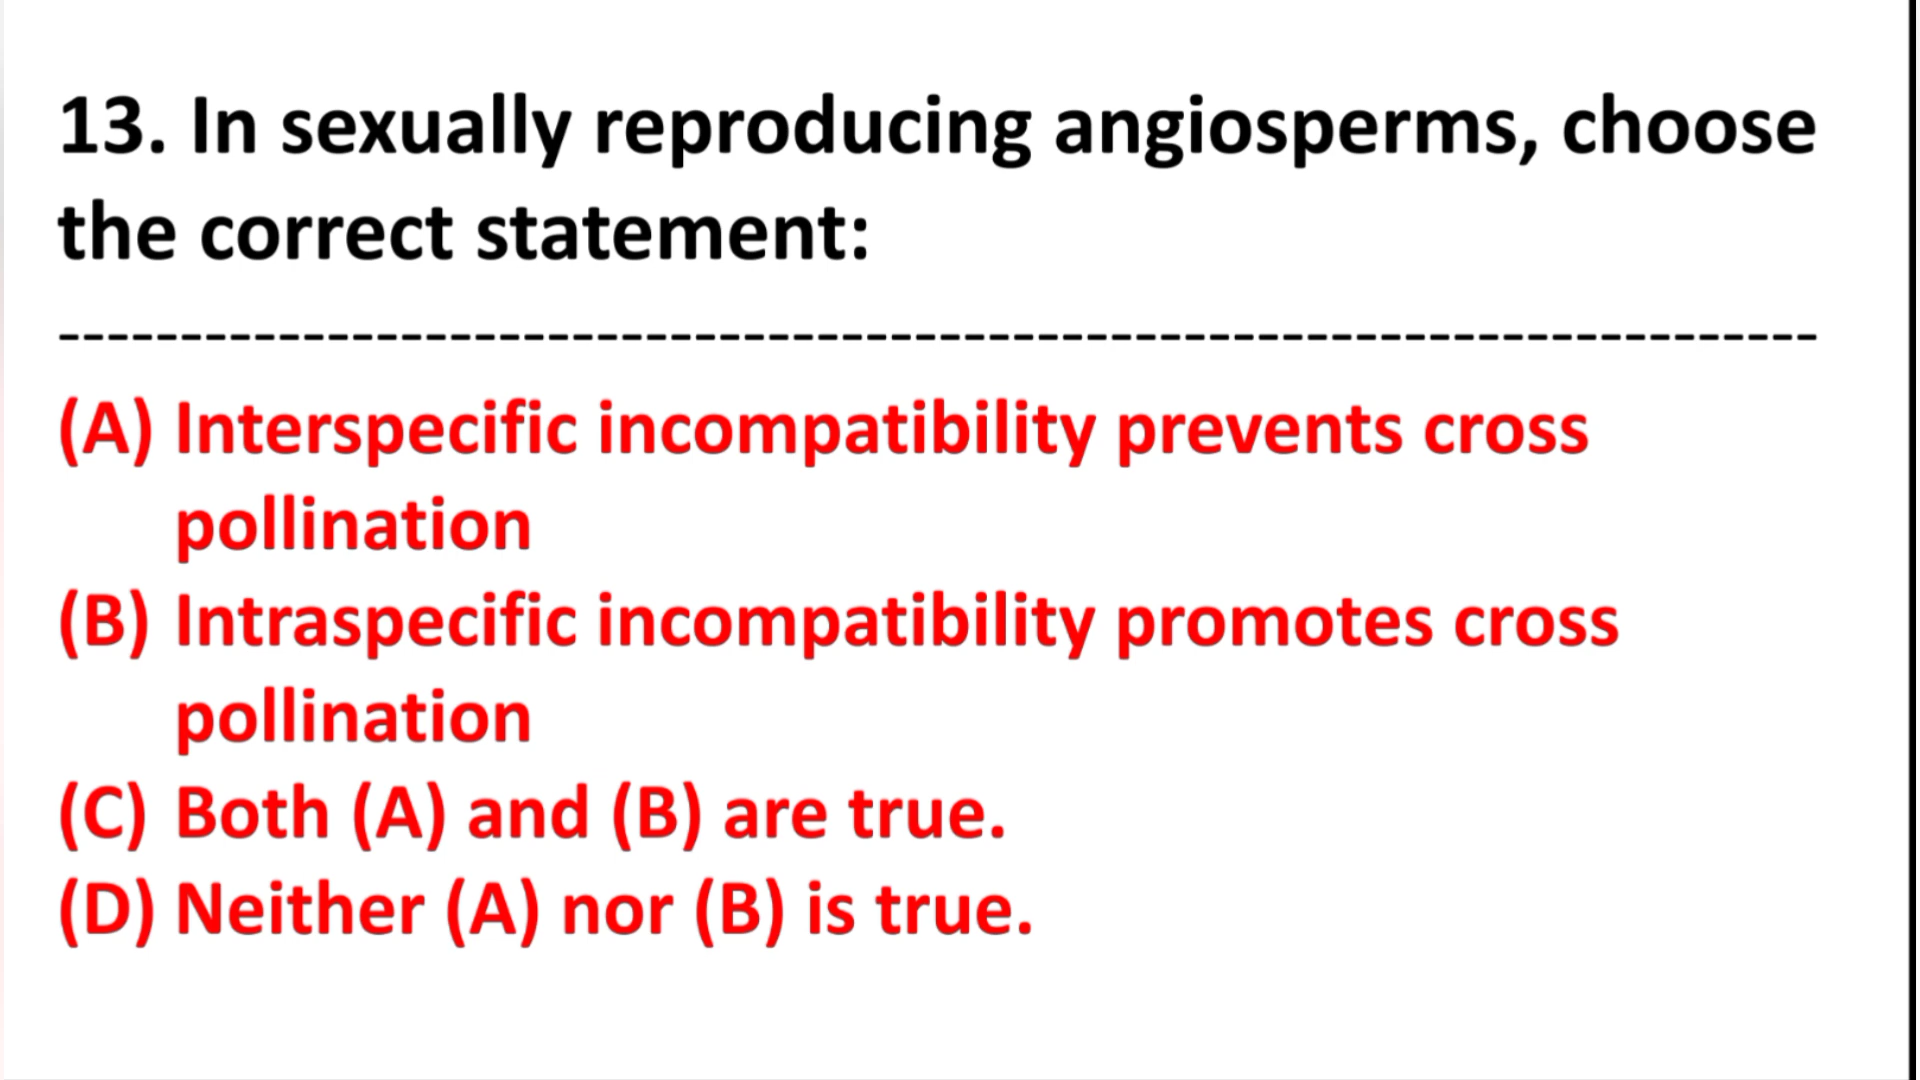 13. In sexually reproducing angiosperms, choose
the correct statement:
------------------------------------------------------------------------
(A) Interspecific incompatibility prevents cross
pollination
(B) Intraspecific incompatibility promotes cross
pollination
(C) Both (A) and (B) are true.
(D) Neither (A) nor (B) is true.